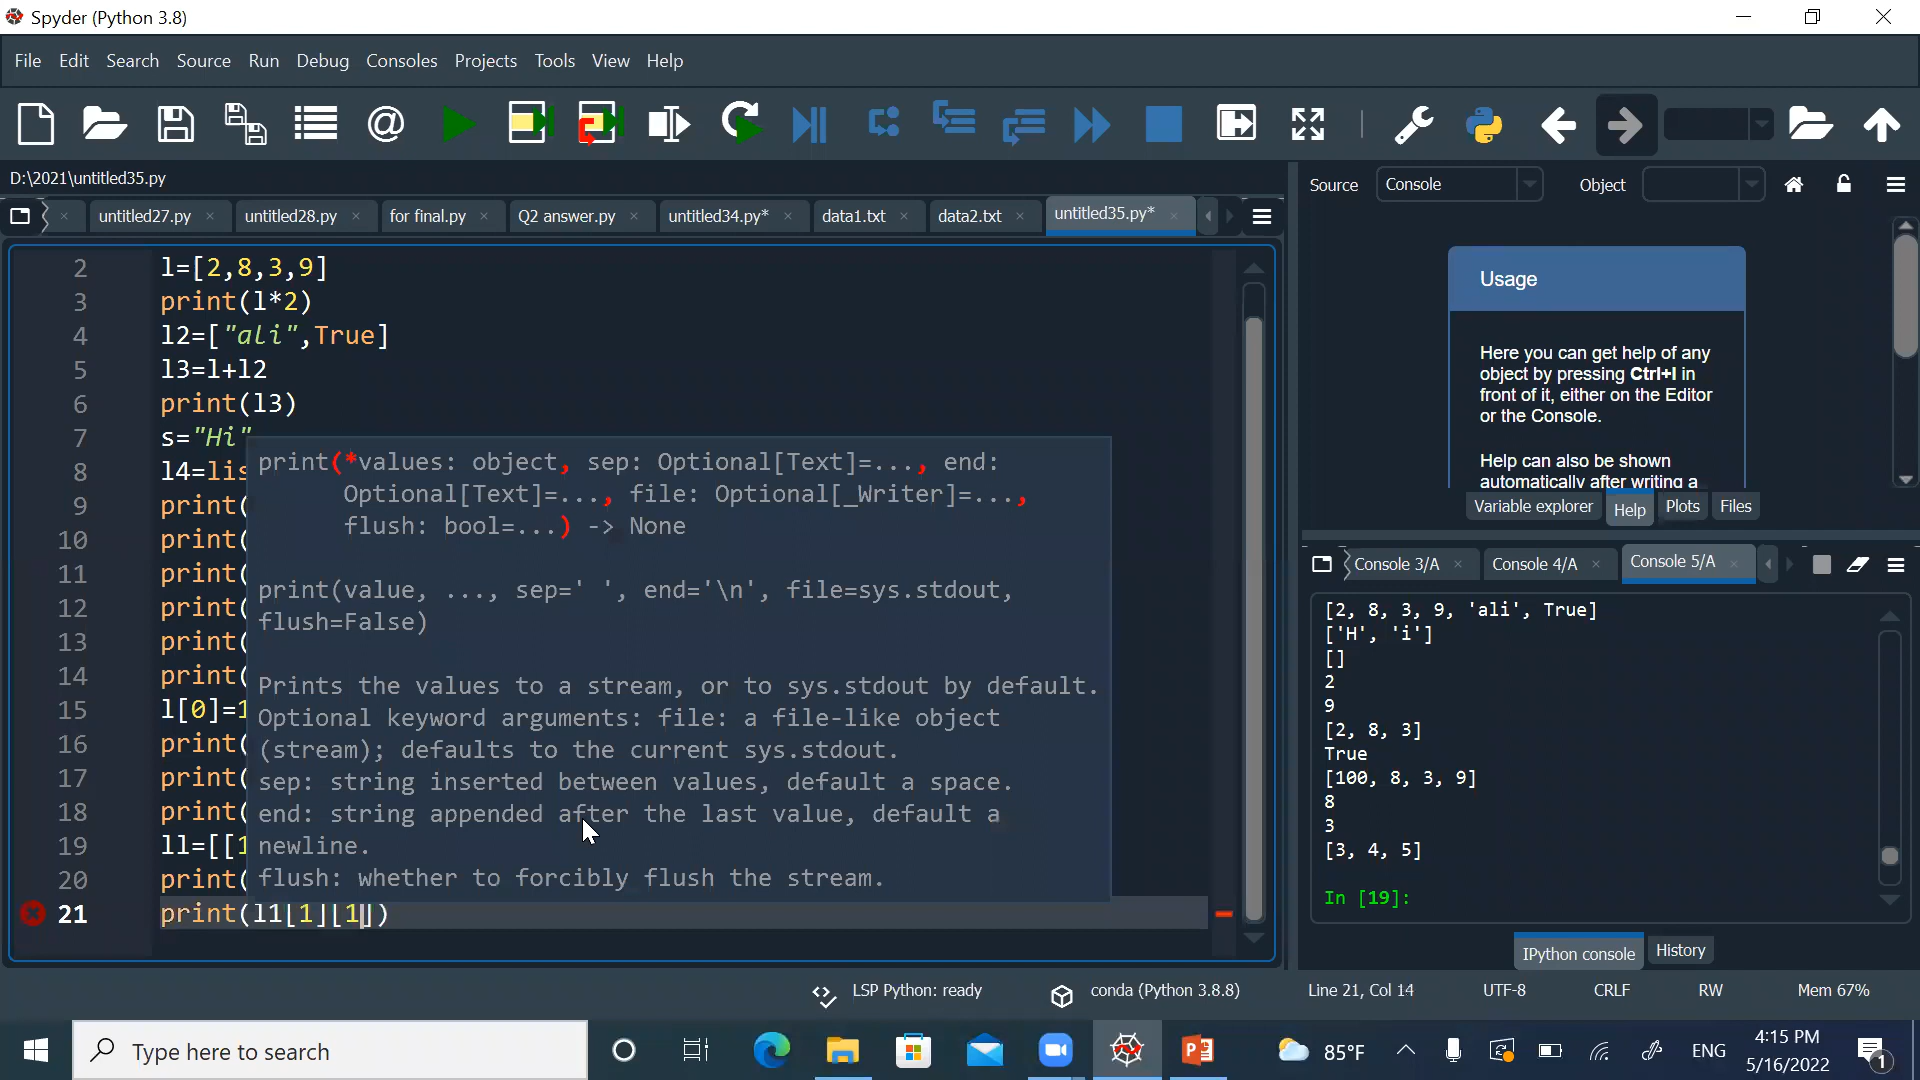 Spyder (Python 3.8)
File Edit Search Source Run Debug Consoles Projects Tools View Help
D:\2021\untitled35.py
untitled27.py untitled28.py for final.py Q2 answer.py untitled34.py* data1.txt data2.txt untitled35.py*
2 l=[2,8,3,9]
3 print(l*2)
4 l2=["ali",True]
5 l3=l+l2
6 print(l3)
7 s="Hi"
8 l4=lis
9 print(
10 print(
11 print(
12 print(
13 print(
14 print(
15 l[0]=1
16 print(
17 print(
18 print(
19 l1=[[1
20 print(
21 print(l1[1][1])
print(*values: object, sep: Optional[Text]=..., end:
Optional[Text]=..., file: Optional[_Writer]=...,
flush: bool=...) -> None
print(value, ..., sep=' ', end='\n', file=sys.stdout,
flush=False)
Prints the values to a stream, or to sys.stdout by default.
Optional keyword arguments: file: a file-like object
(stream); defaults to the current sys.stdout.
sep: string inserted between values, default a space.
end: string appended after the last value, default a
newline.
flush: whether to forcibly flush the stream.
Source Console Object
Usage
Here you can get help of any
object by pressing Ctrl+I in
front of it, either on the Editor
or the Console.
Help can also be shown
automatically after writing a
Variable explorer Help Plots Files
Console 3/A Console 4/A Console 5/A
[2, 8, 3, 9, 'ali', True]
['H', 'i']
[]
2
9
[2, 8, 3]
True
[100, 8, 3, 9]
8
3
[3, 4, 5]
In [19]:
IPython console History
LSP Python: ready conda (Python 3.8.8) Line 21, Col 14 UTF-8 CRLF RW Mem 67%
Type here to search
85°F ENG
4:15 PM
5/16/2022
1